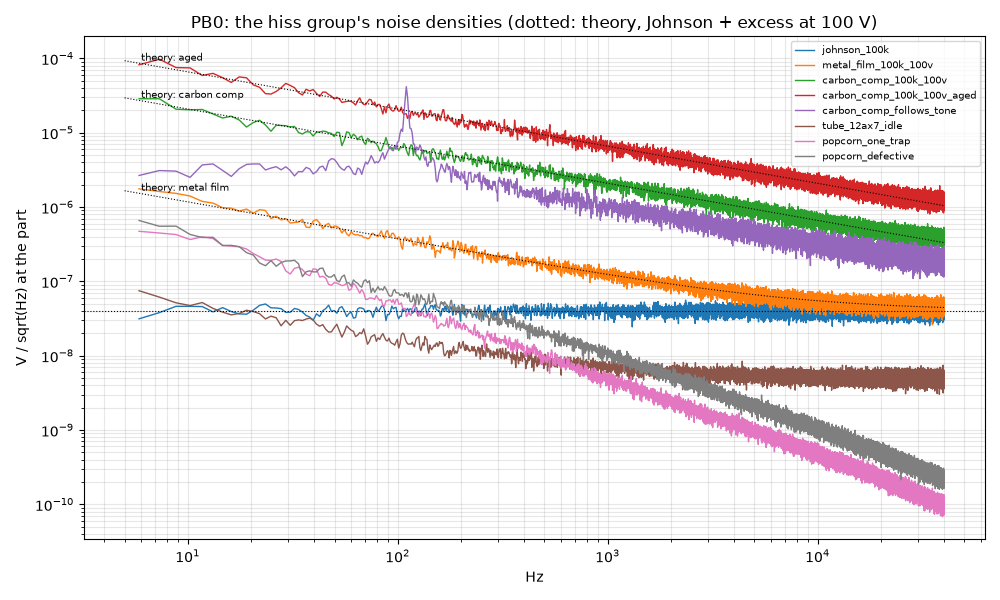 PB0: the hiss group's noise densities (dotted: theory, Johnson + excess at 100 V)
johnson_100k
metal_film_100k_100v
carbon_comp_100k_100v
carbon_comp_100k_100v_aged
carbon_comp_follows_tone
tube_12ax7_idle
popcorn_one_trap
popcorn_defective
theory: aged
theory: carbon comp
theory: metal film
V / sqrt(Hz) at the part
10⁻⁴
10⁻⁵
10⁻⁶
10⁻⁷
10⁻⁸
10⁻⁹
10⁻¹⁰
10¹ 10² 10³ 10⁴
Hz